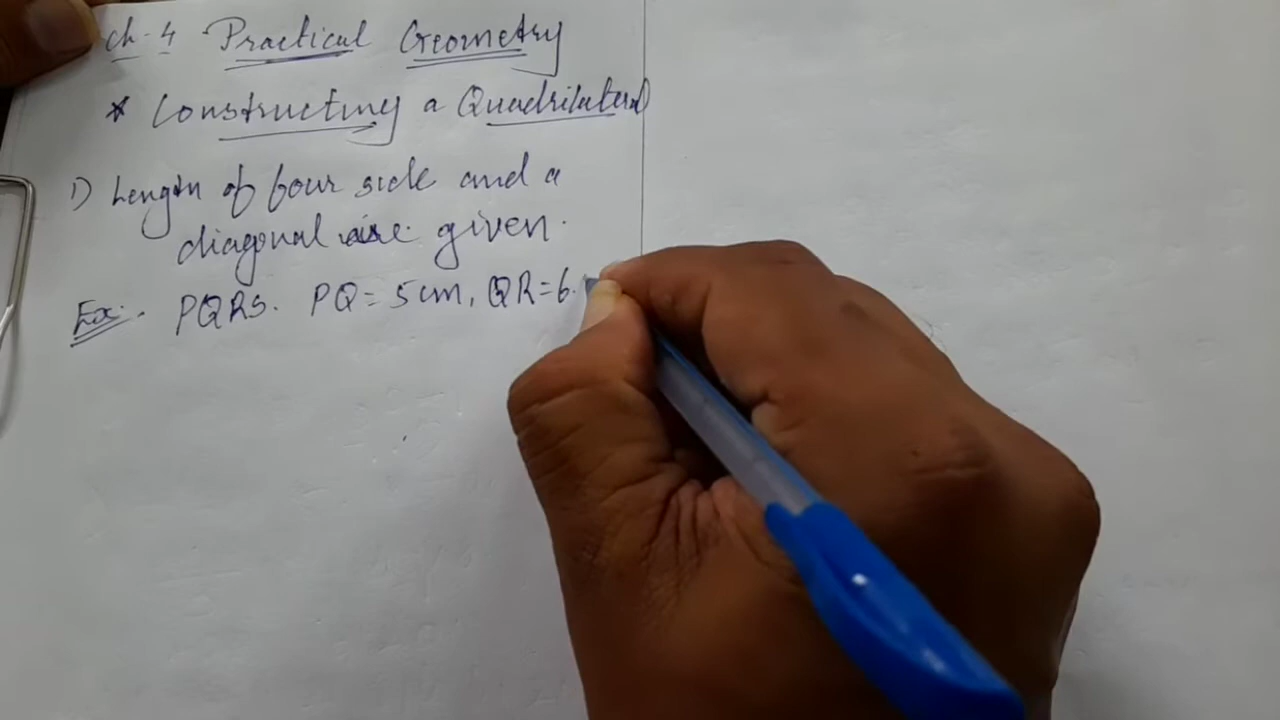 Ch-4 Practical Geometry
* Constructing a Quadrilateral
1) Length of four side and a
diagonal are given.
Ex:- PQRS. PQ = 5cm, QR=6.